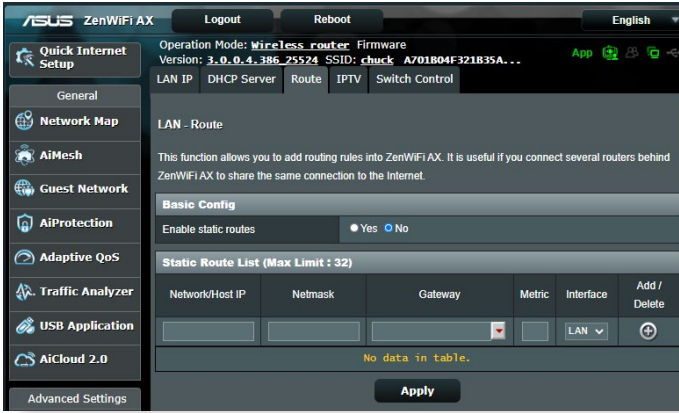 ASUS ZenWiFi AX Logout Reboot English
Quick Internet Setup
General
Network Map
AiMesh
Guest Network
AiProtection
Adaptive QoS
Traffic Analyzer
USB Application
AiCloud 2.0
Advanced Settings
Operation Mode: Wireless router Firmware
Version: 3.0.0.4.386_25524 SSID: chuck A701B04F321B35A...
App
LAN IP DHCP Server Route IPTV Switch Control
LAN - Route
This function allows you to add routing rules into ZenWiFi AX. It is useful if you connect several routers behind
ZenWiFi AX to share the same connection to the Internet.
Basic Config
Enable static routes Yes No
Static Route List (Max Limit : 32)
Network/Host IP Netmask Gateway Metric Interface Add / Delete
LAN
No data in table.
Apply